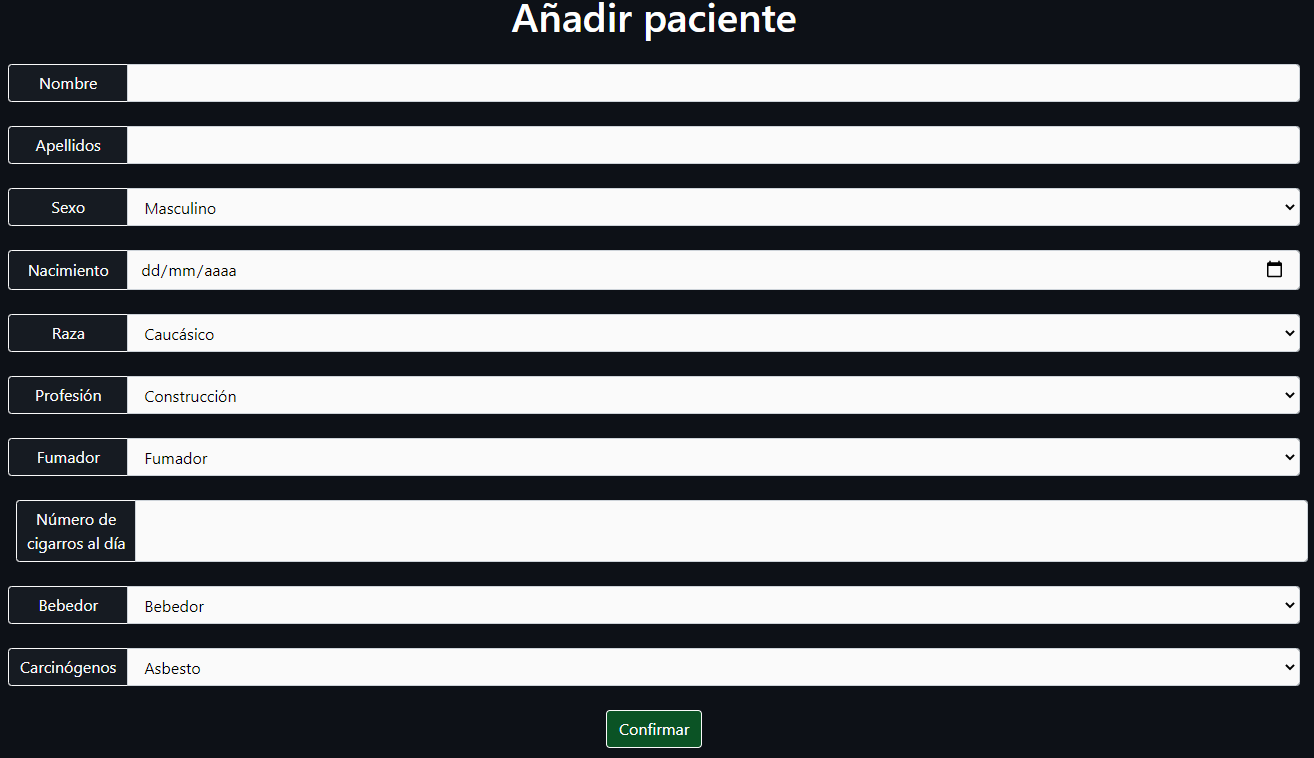 Añadir paciente
Nombre
Apellidos
Sexo Masculino
Nacimiento dd/mm/aaaa
Raza Caucásico
Profesión Construcción
Fumador Fumador
Número de
cigarros al día
Bebedor Bebedor
Carcinógenos Asbesto
Confirmar